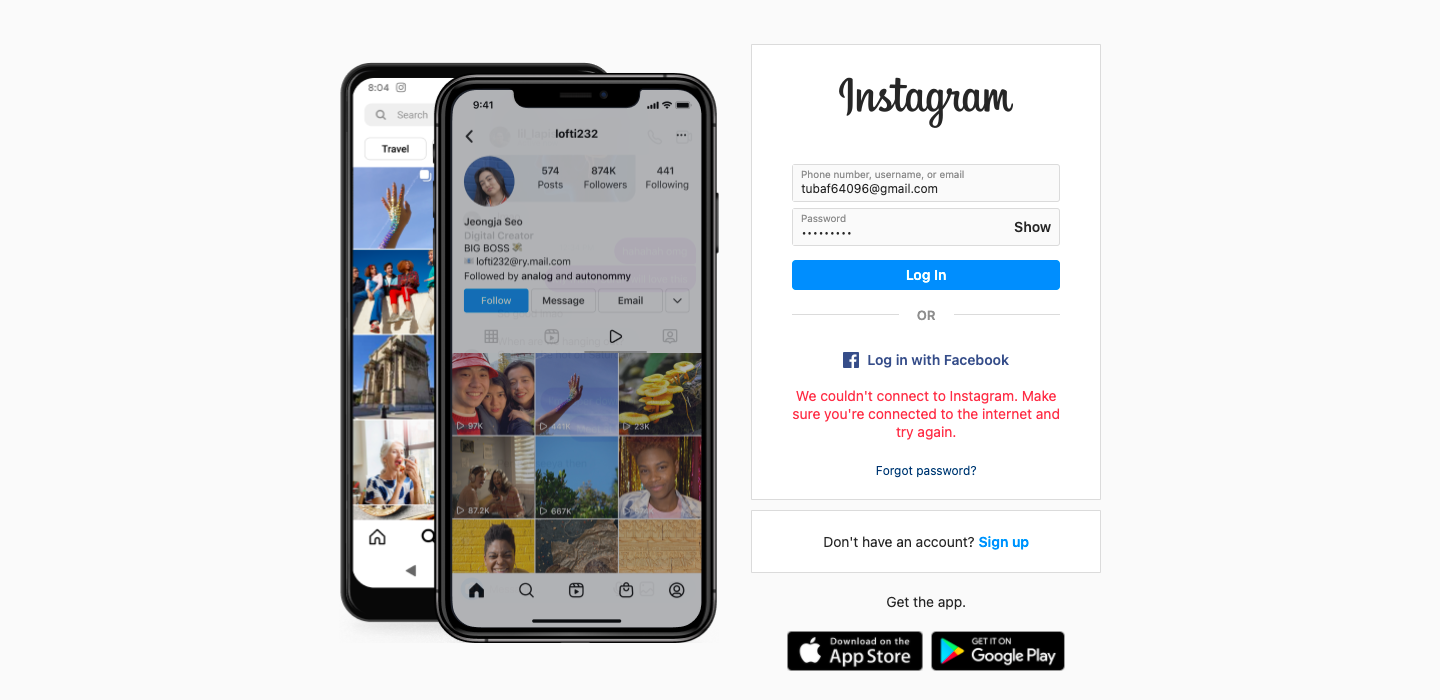 8:04
Search
Travel
9:41
lofti232
574
Posts
874K
Followers
441
Following
Jeongja Seo
Digital Creator
BIG BOSS 💸
📧 lofti232@ry.mail.com
Followed by analog and autonommy
Follow
Message
Email
97K
441K
23K
87.2K
667K
Instagram
Phone number, username, or email
tubaf64096@gmail.com
Password
•••••••••
Show
Log In
OR
Log in with Facebook
We couldn't connect to Instagram. Make
sure you're connected to the internet and
try again.
Forgot password?
Don't have an account? Sign up
Get the app.
Download on the
App Store
GET IT ON
Google Play